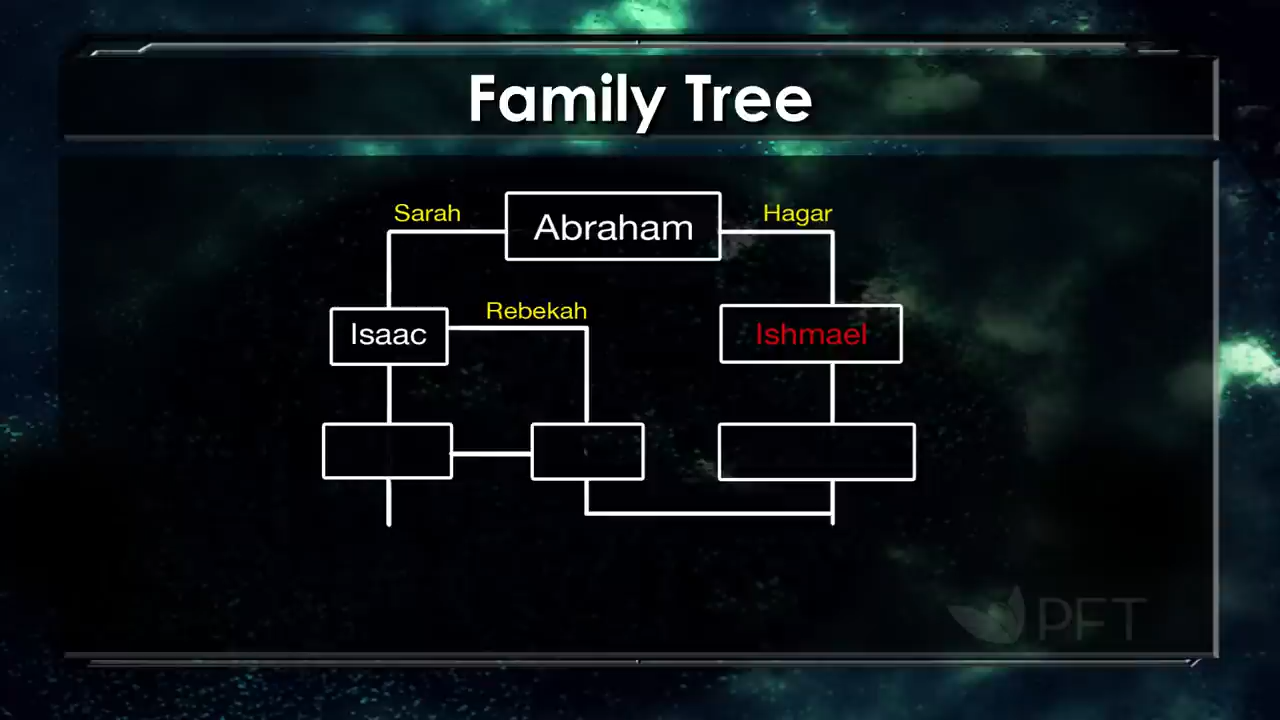 Family Tree
Sarah
Abraham
Hagar
Rebekah
Isaac
Ishmael
PFT